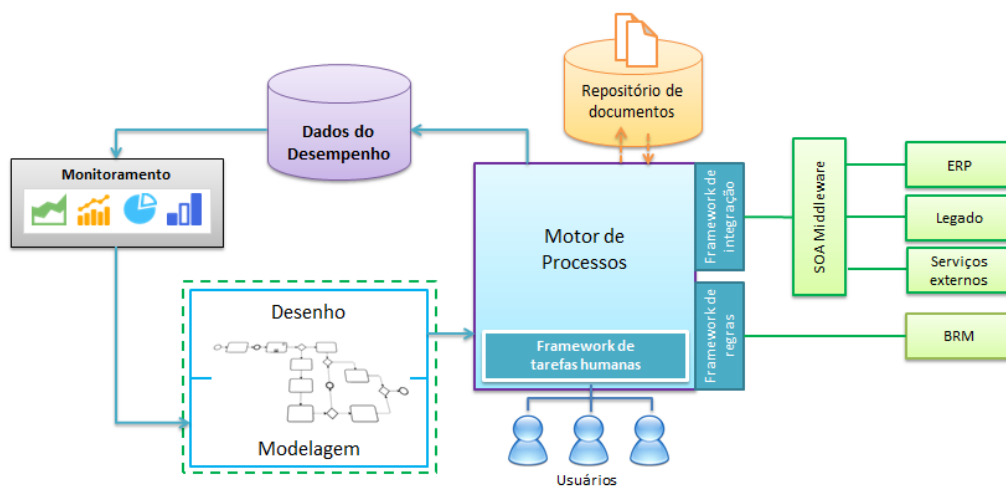 Repositório de
documentos
Dados do
Desempenho
Monitoramento
Motor de
Processos
Framework de
integração
SOA Middleware
ERP
Legado
Serviços
externos
Desenho
Modelagem
Framework de
tarefas humanas
Framework de
regras
BRM
Usuários